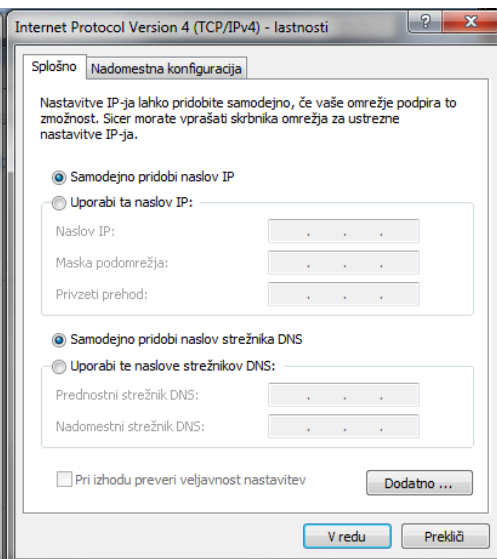 Internet Protocol Version 4 (TCP/IPv4) - lastnosti
Splošno
Nadomestna konfiguracija
Nastavitve IP-ja lahko pridobite samodejno, če vaše omrežje podpira to
zmožnost. Sicer morate vprašati skrbnika omrežja za ustrezne
nastavitve IP-ja.
Samodejno pridobi naslov IP
Uporabi ta naslov IP:
Naslov IP:
Maska podomrežja:
Privzeti prehod:
Samodejno pridobi naslov strežnika DNS
Uporabi te naslove strežnikov DNS:
Prednostni strežnik DNS:
Nadomestni strežnik DNS:
Pri izhodu preveri veljavnost nastavitev
Dodatno ...
V redu
Prekliči